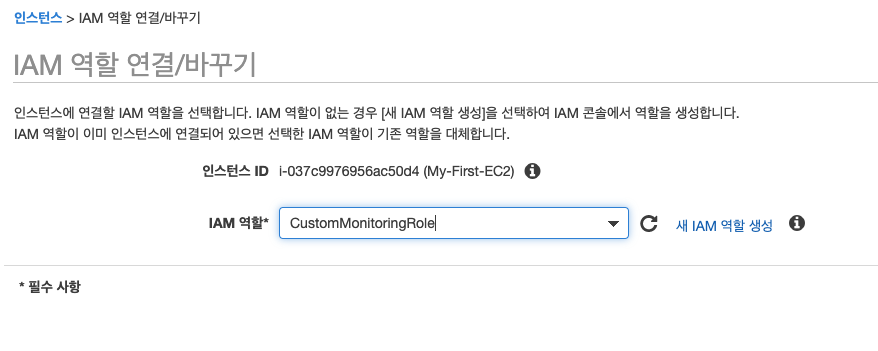 인스턴스 > IAM 역할 연결/바꾸기
IAM 역할 연결/바꾸기
인스턴스에 연결할 IAM 역할을 선택합니다. IAM 역할이 없는 경우 [새 IAM 역할 생성]을 선택하여 IAM 콘솔에서 역할을 생성합니다.
IAM 역할이 이미 인스턴스에 연결되어 있으면 선택한 IAM 역할이 기존 역할을 대체합니다.
인스턴스 ID i-037c9976956ac50d4 (My-First-EC2)
IAM 역할* CustomMonitoringRole 새 IAM 역할 생성
* 필수 사항